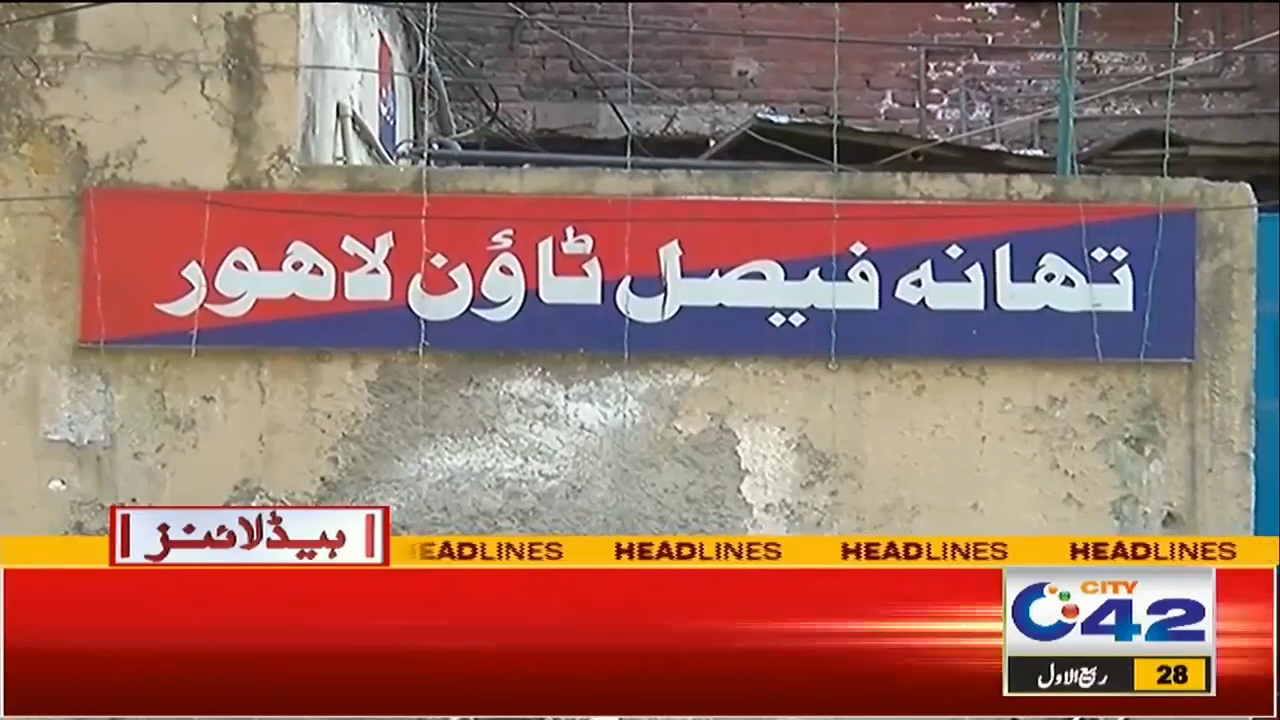 تھانہ فیصل ٹاؤن لاہور
ہیڈلائنز
EADLINES HEADLINES HEADLINES HEADLINES
CITY
42
ربیع الاول 28